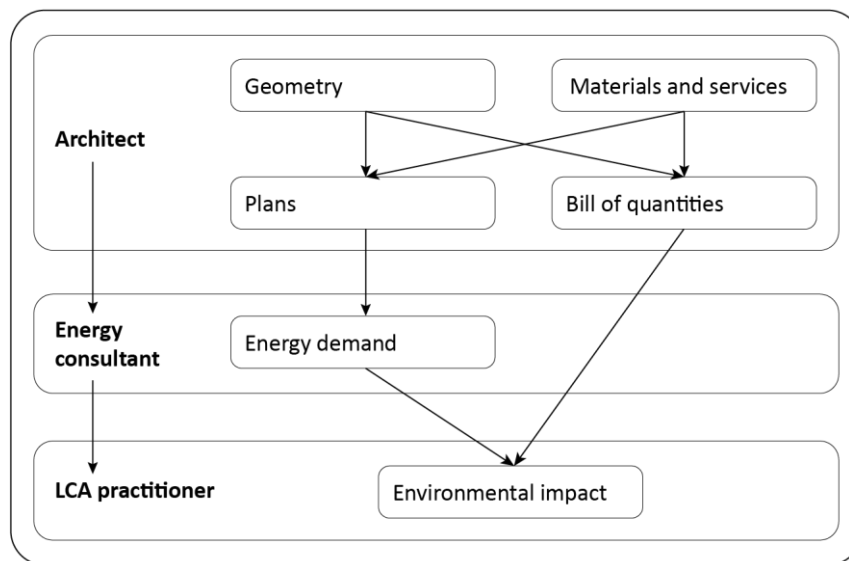 Geometry
Materials and services
Architect
Plans
Bill of quantities
Energy
consultant
Energy demand
LCA practitioner
Environmental impact